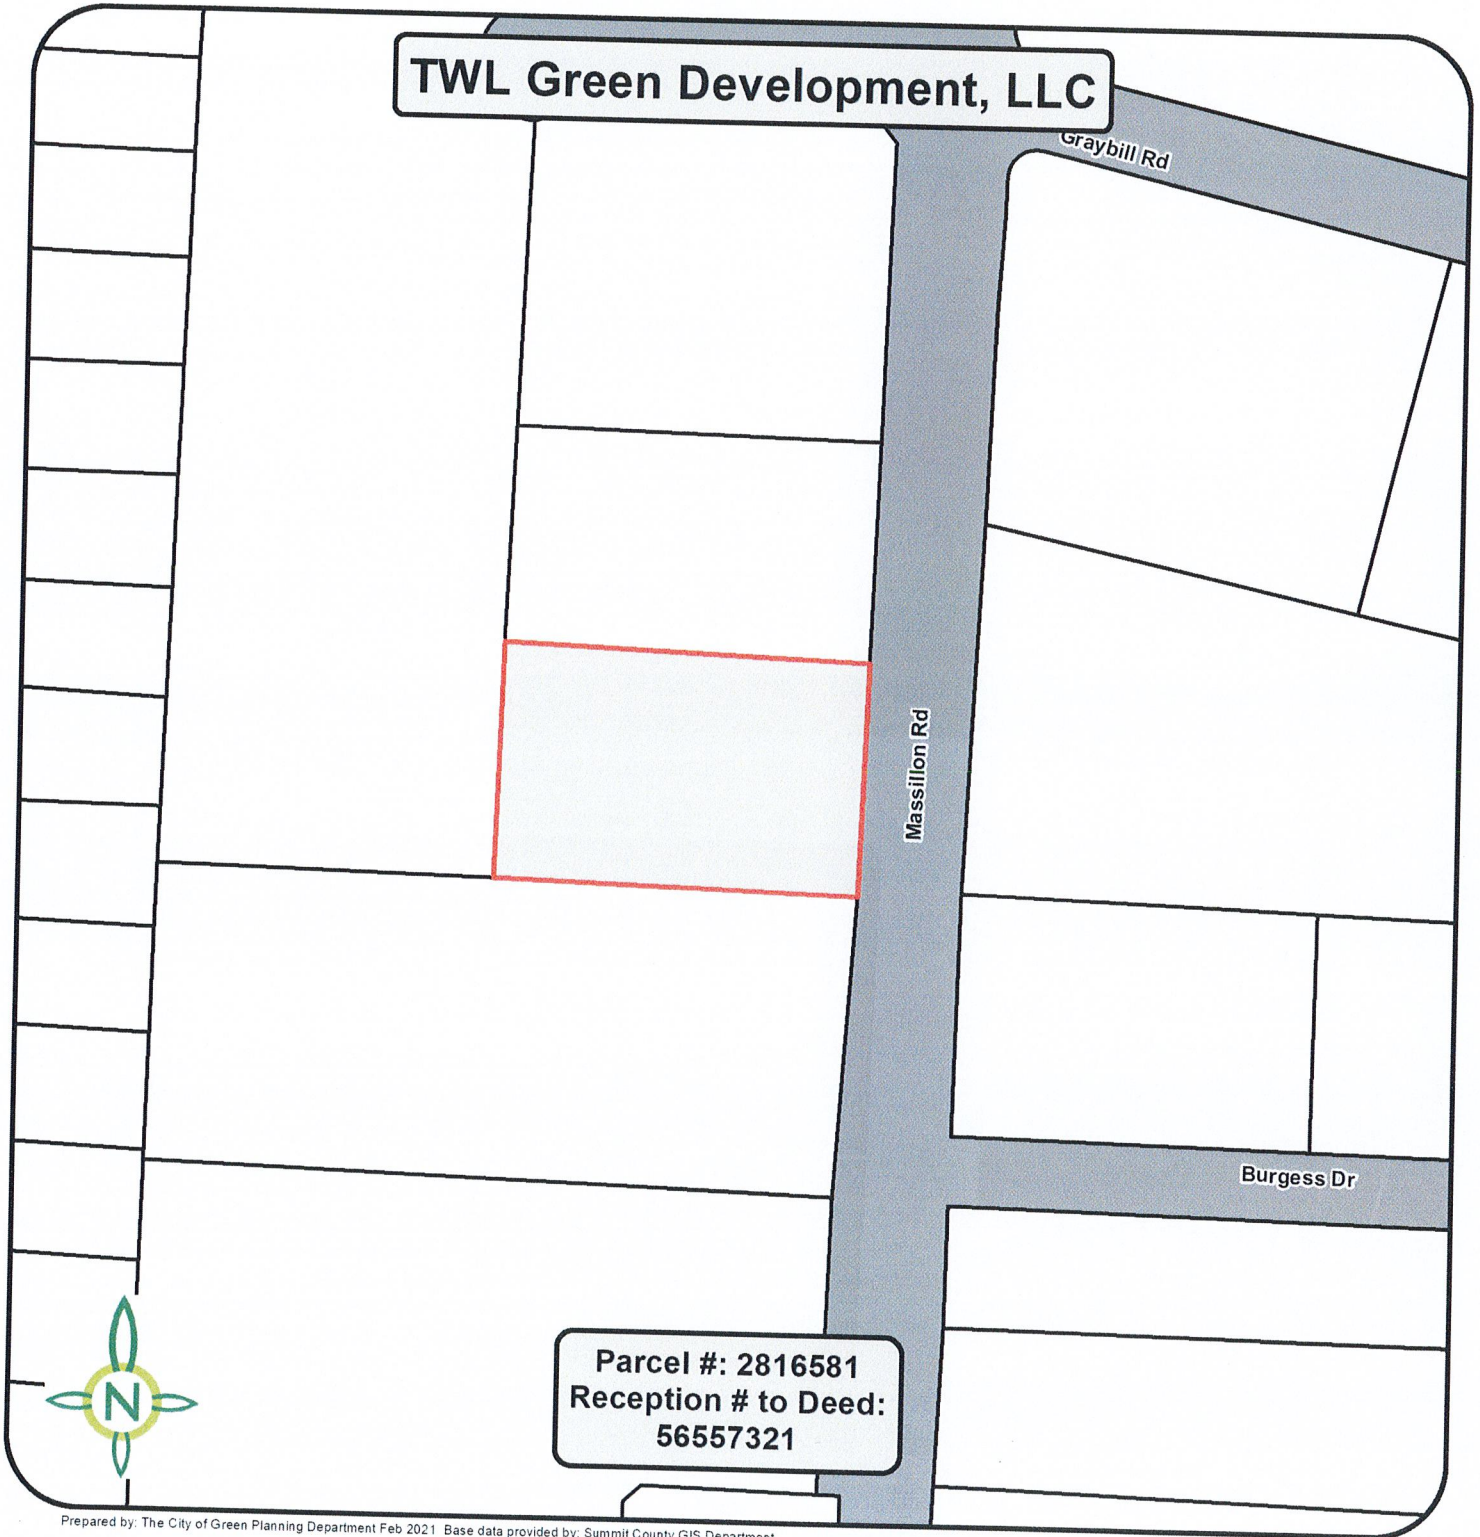 TWL Green Development, LLC
Graybill Rd
Massillon Rd
Burgess Dr
Parcel #: 2816581
Reception # to Deed:
56557321
N
Prepared by: The City of Green Planning Department Feb 2021 Base data provided by: Summit County GIS Department